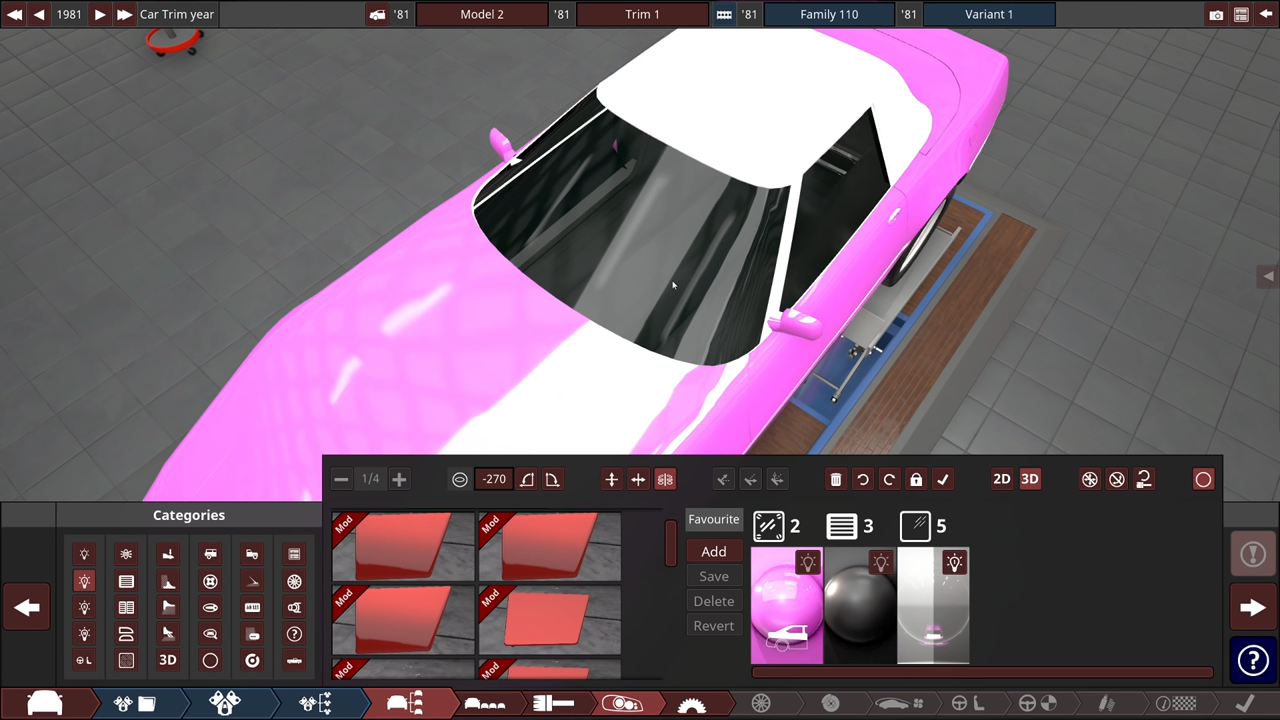 1981 Car Trim year '81 Model 2 '81 Trim 1 '81 Family 110 '81 Variant 1
1/4 -270 2D 3D
Categories
Mod Mod
Favourite 2 3 5
Add
Save
Mod Mod
Delete
Revert
L 3D
Mod Mod